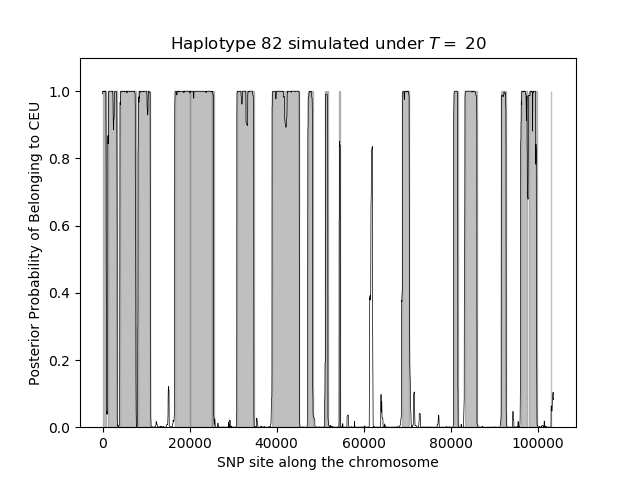 Haplotype 82 simulated under T = 20
Posterior Probability of Belonging to CEU
1.0
0.8
0.6
0.4
0.2
0.0
0 20000 40000 60000 80000 100000
SNP site along the chromosome